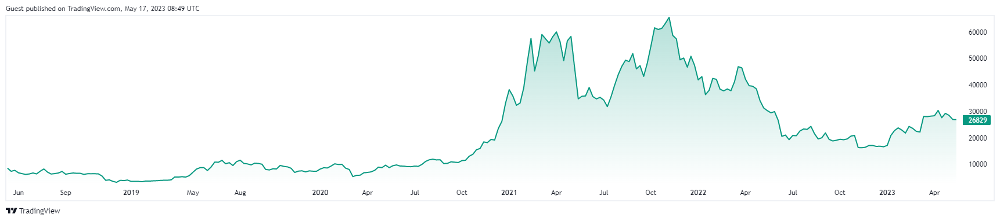 Guest published on TradingView.com, May 17, 2023 08:49 UTC
60000
50000
40000
30000
26829
20000
10000
Jun Sep 2019 May Aug 2020 Apr Jul Oct 2021 Apr Jul Oct 2022 Apr Jul Oct 2023 Apr
TradingView